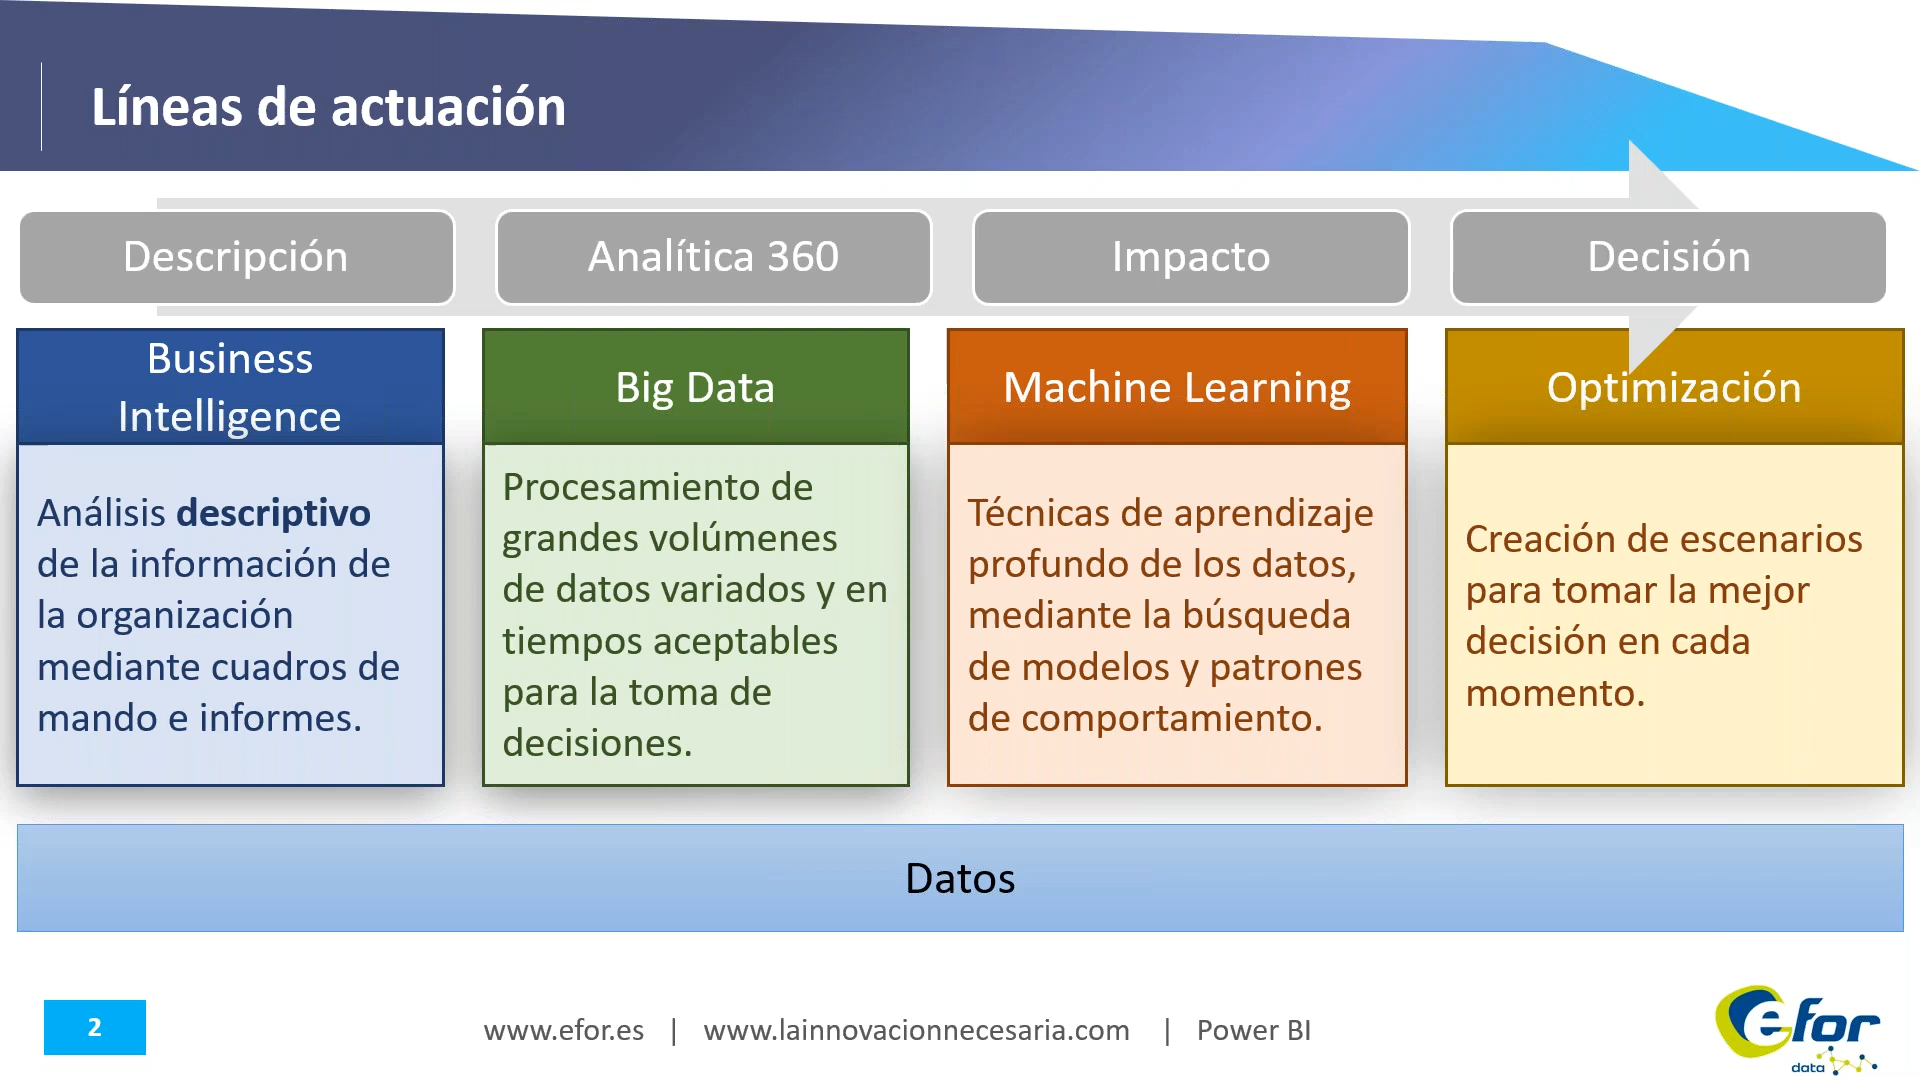 Líneas de actuación
Descripción
Analítica 360
Impacto
Decisión
Business
Intelligence
Análisis descriptivo
de la información de
la organización
mediante cuadros de
mando e informes.
Big Data
Procesamiento de
grandes volúmenes
de datos variados y en
tiempos aceptables
para la toma de
decisiones.
Machine Learning
Técnicas de aprendizaje
profundo de los datos,
mediante la búsqueda
de modelos y patrones
de comportamiento.
Optimización
Creación de escenarios
para tomar la mejor
decisión en cada
momento.
Datos
2
www.efor.es | www.lainnovacionnecesaria.com | Power BI
efor
data